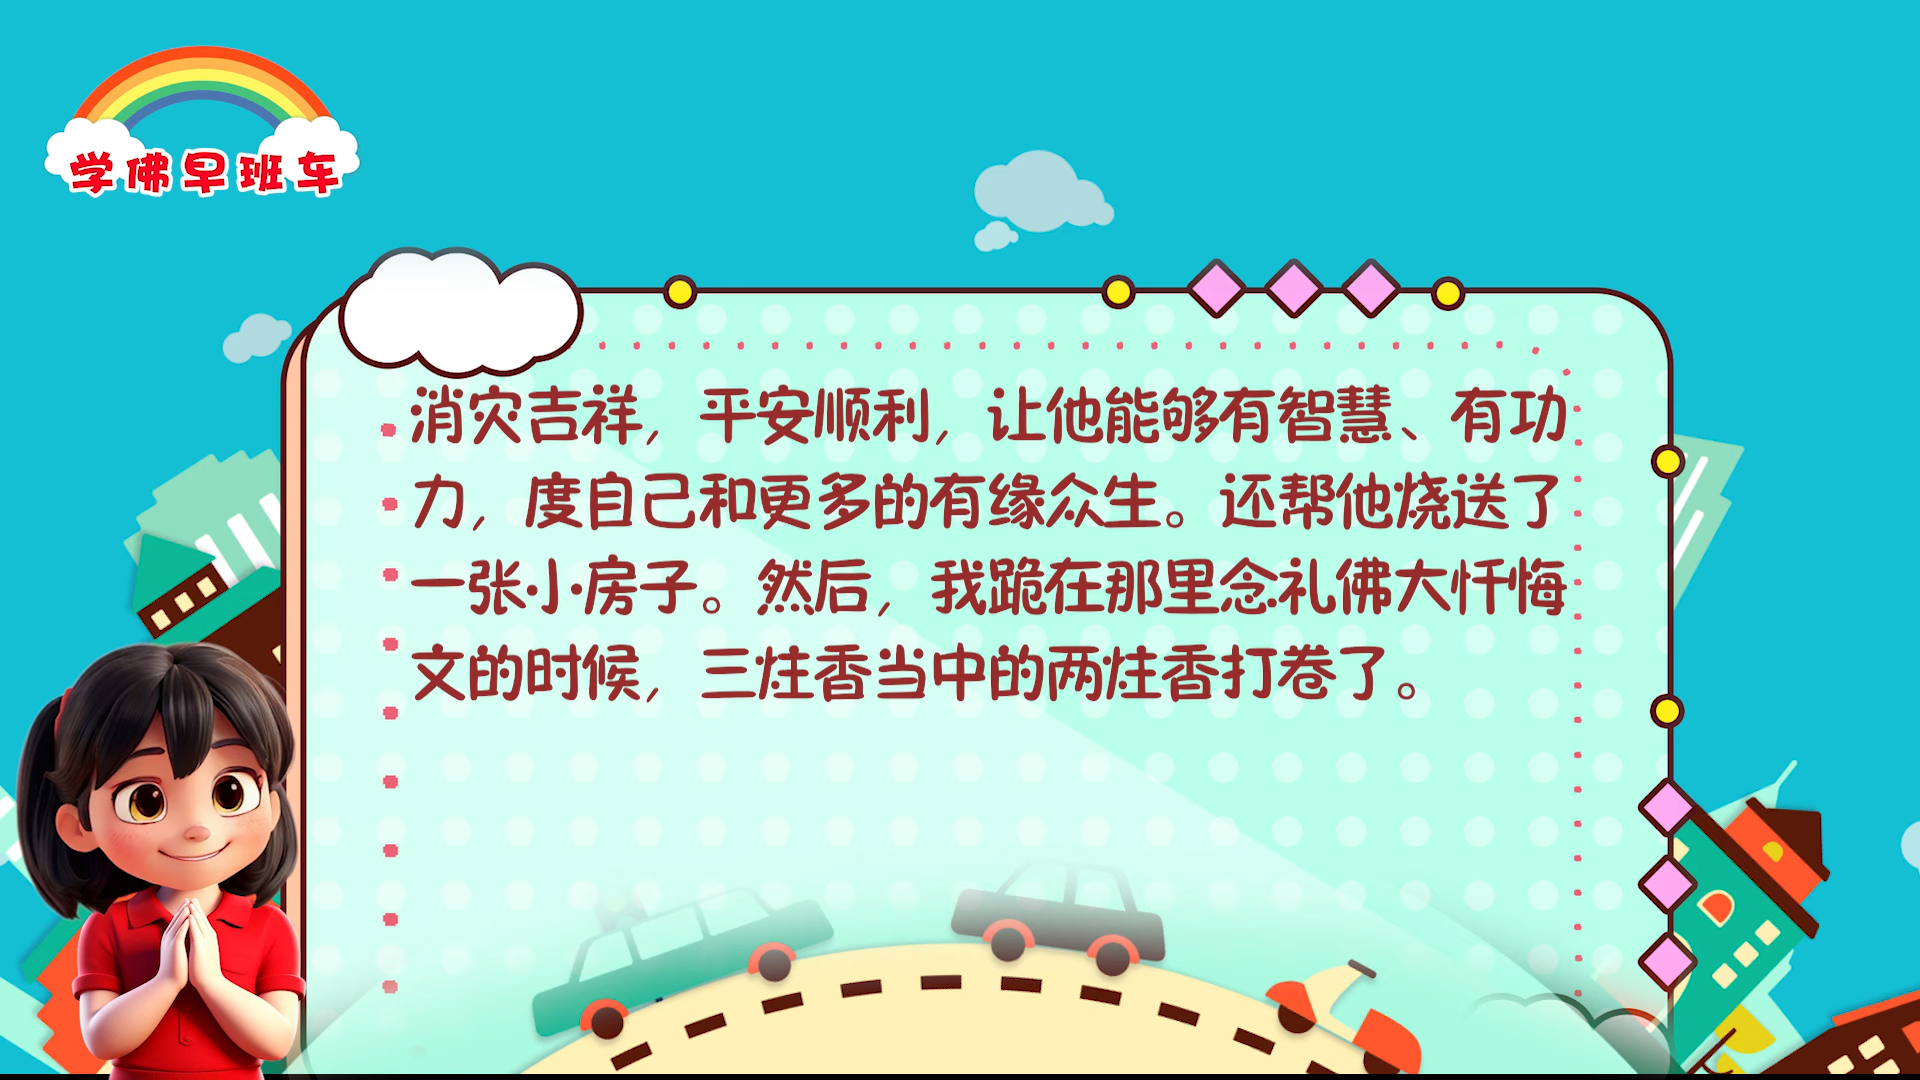 学佛早班车
消灾吉祥，平安顺利，让他能够有智慧、有功
力，度自己和更多的有缘众生。还帮他烧送了
一张小房子。然后，我跪在那里念礼佛大忏悔
文的时候，三炷香当中的两炷香打卷了。